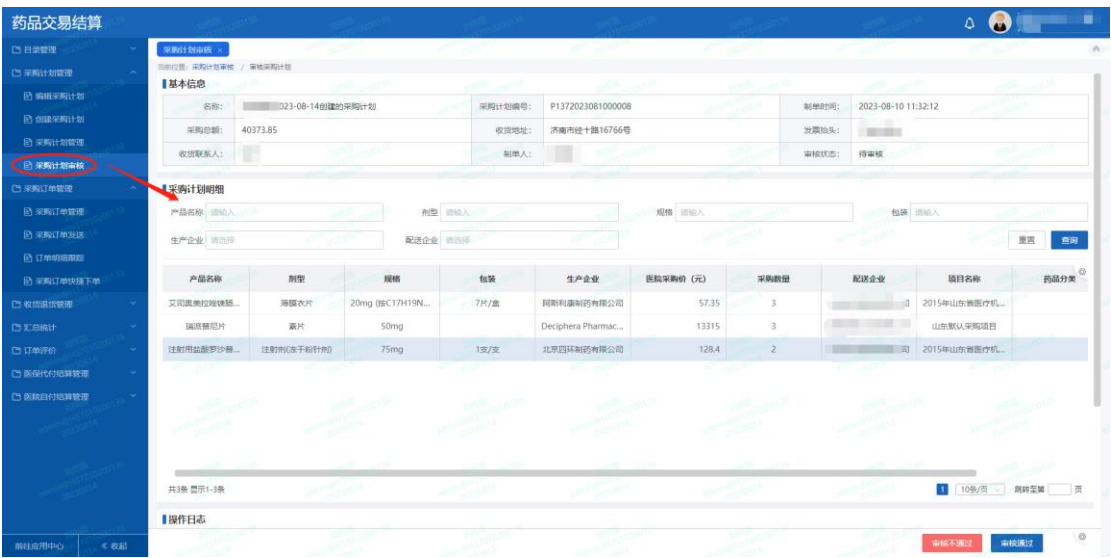 药品交易结算
目录管理
采购计划管理
编辑采购计划
创建采购计划
采购计划管理
采购计划审核
采购订单管理
采购订单管理
采购订单发送
订单明细跟踪
采购订单快捷下单
收货退货管理
汇总统计
订单评价
医保代付结算管理
医院自付结算管理
前往应用中心 « 收起
采购计划审核 ×
当前位置: 采购计划审核 / 审核采购计划
基本信息
名称: 023-08-14创建的采购计划 采购计划编号: P1372023081000008 制单时间: 2023-08-10 11:32:12
采购总额: 40373.85 收货地址: 济南市经十路16766号 发票抬头:
收货联系人: 制单人: 审核状态: 待审核
采购计划明细
产品名称 请输入 剂型 请输入 规格 请输入 包装 请输入
生产企业 请选择 配送企业 请选择 重置 查询
产品名称 剂型 规格 包装 生产企业 医院采购价（元） 采购数量 配送企业 项目名称 药品分类
艾司奥美拉唑镁肠... 薄膜衣片 20mg (按C17H19N... 7片/盒 阿斯利康制药有限公司 57.35 3 2015年山东省医疗机...
瑞派替尼片 素片 50mg Deciphera Pharmac... 13315 3 山东默认采购项目
注射用盐酸罗沙替... 注射剂(冻干粉针剂) 75mg 1支/支 北京四环制药有限公司 128.4 2 司 2015年山东省医疗机...
共3条 显示1-3条 1 10条/页 跳转至第 页
操作日志
审核不通过 审核通过